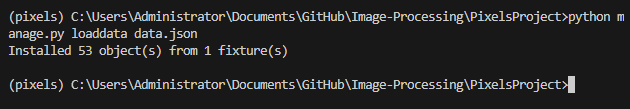 (pixels) C:\Users\Administrator\Documents\GitHub\Image-Processing\PixelsProject>python m
anage.py loaddata data.json
Installed 53 object(s) from 1 fixture(s)
(pixels) C:\Users\Administrator\Documents\GitHub\Image-Processing\PixelsProject>